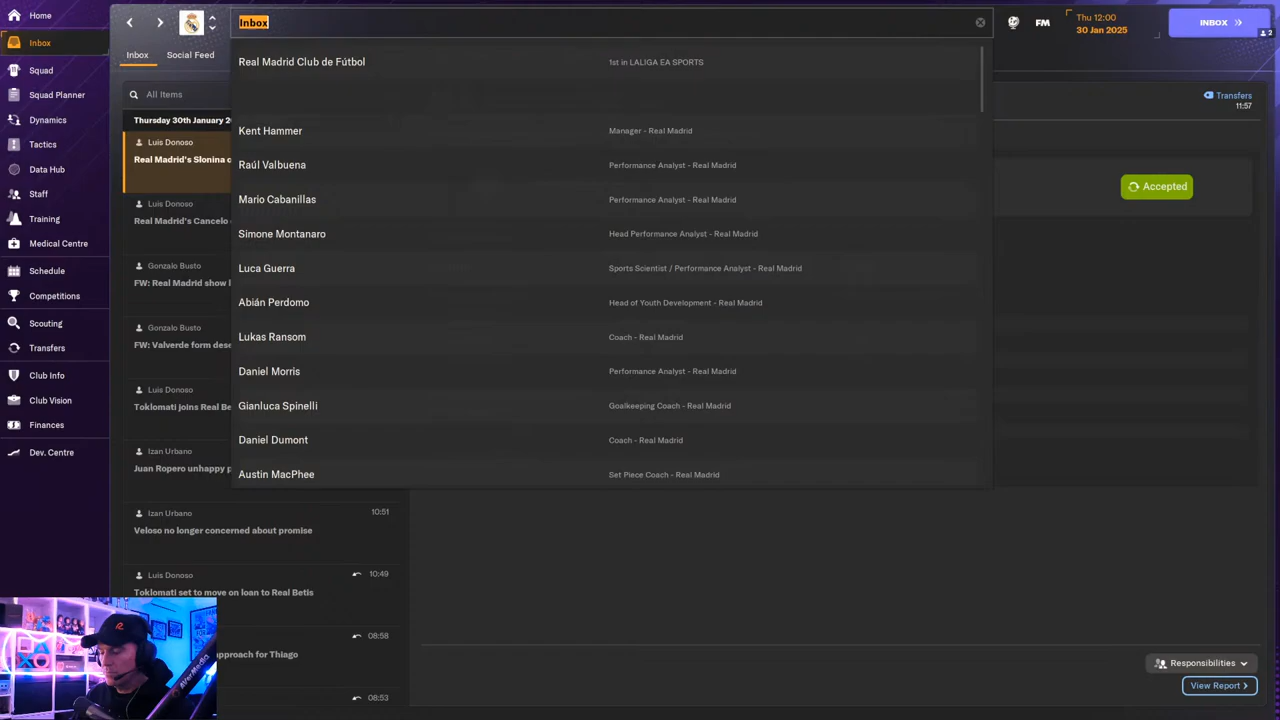 Home
Inbox
Squad
Squad Planner
Dynamics
Tactics
Data Hub
Staff
Training
Medical Centre
Schedule
Competitions
Scouting
Transfers
Club Info
Club Vision
Finances
Dev. Centre
Inbox
FM
Thu 12:00
30 Jan 2025
INBOX
2
Inbox
Social Feed
All Items
Thursday 30th January 2
Luis Donoso
Real Madrid's Slonina
Luis Donoso
Real Madrid's Cancelo
Gonzalo Busto
FW: Real Madrid show
Gonzalo Busto
FW: Valverde form
Luis Donoso
Toklomati joins Real
Izan Urbano
Juan Ropero unhappy
Izan Urbano
10:51
Veloso no longer concerned about promise
Luis Donoso
10:49
Toklomati set to move on loan to Real Betis
08:58
approach for Thiago
08:53
Real Madrid Club de Fútbol
1st in LALIGA EA SPORTS
Kent Hammer
Manager - Real Madrid
Raúl Valbuena
Performance Analyst - Real Madrid
Mario Cabanillas
Performance Analyst - Real Madrid
Simone Montanaro
Head Performance Analyst - Real Madrid
Luca Guerra
Sports Scientist / Performance Analyst - Real Madrid
Abián Perdomo
Head of Youth Development - Real Madrid
Lukas Ransom
Coach - Real Madrid
Daniel Morris
Performance Analyst - Real Madrid
Gianluca Spinelli
Goalkeeping Coach - Real Madrid
Daniel Dumont
Coach - Real Madrid
Austin MacPhee
Set Piece Coach - Real Madrid
Transfers
11:57
Accepted
Responsibilities
View Report
AVerMedia